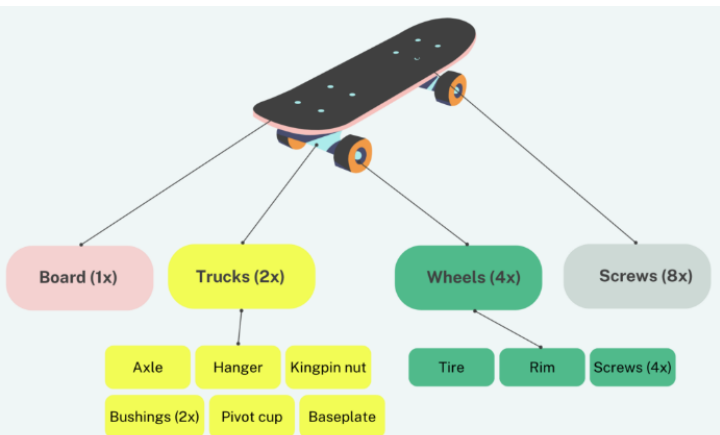 Board (1x)
Trucks (2x)
Wheels (4x)
Screws (8x)
Axle
Hanger
Kingpin nut
Tire
Rim
Screws (4x)
Bushings (2x)
Pivot cup
Baseplate